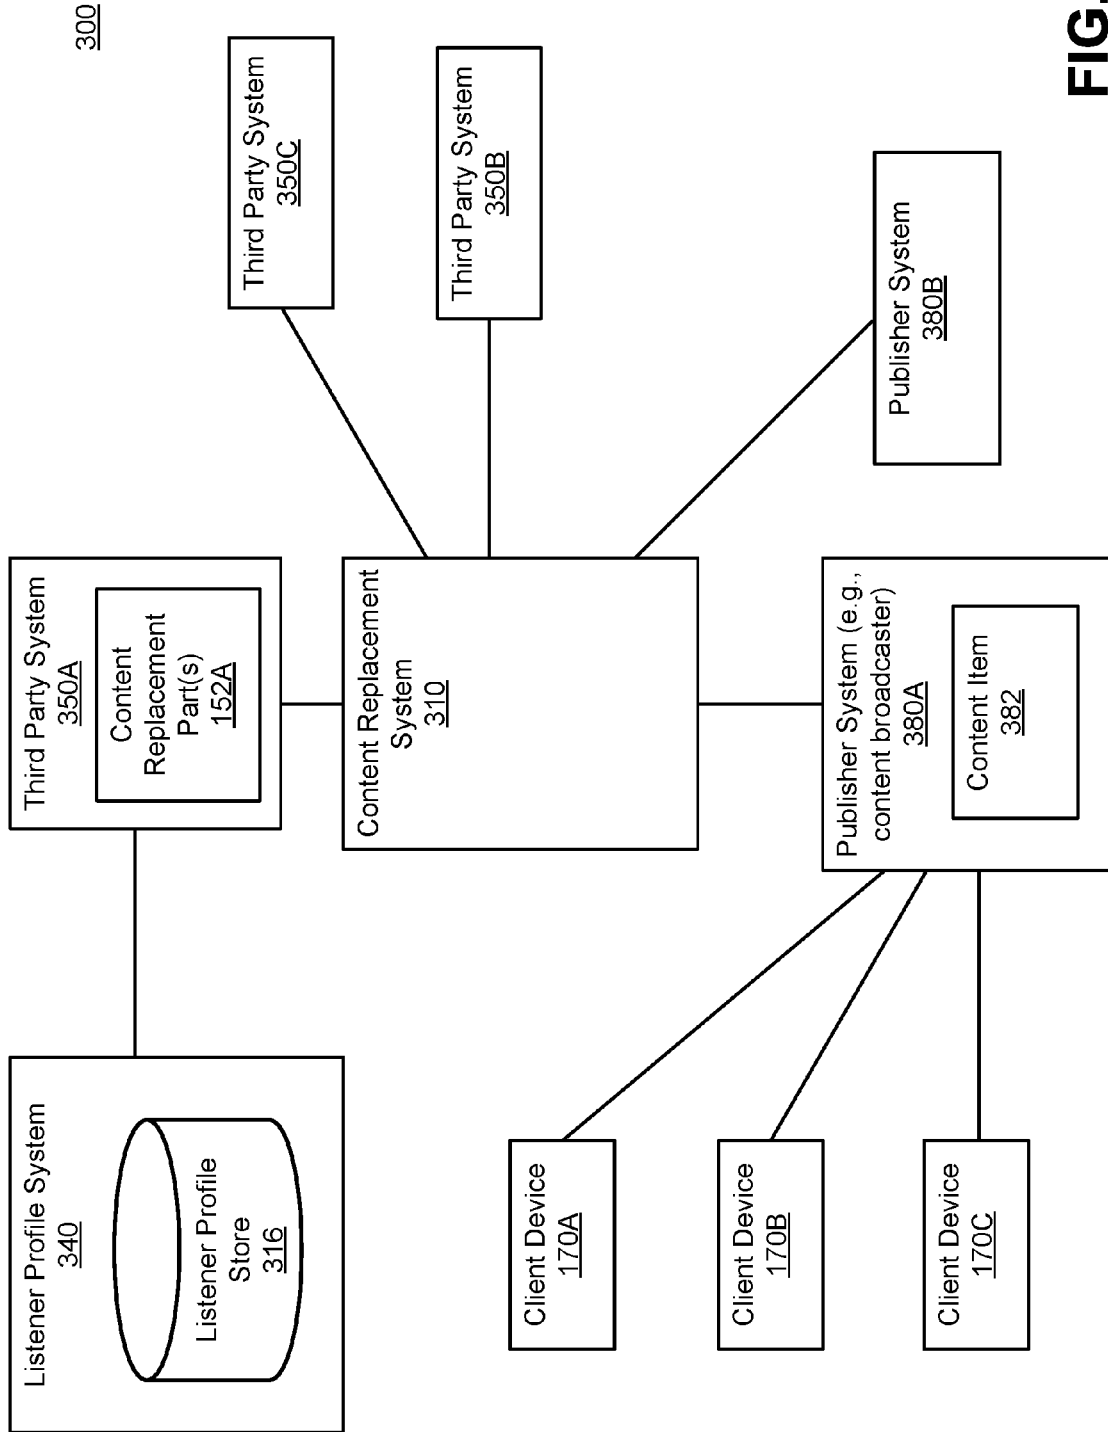 300
Listener Profile System
340
Listener Profile
Store
316
Third Party System
350A
Content
Replacement
Part(s)
152A
Third Party System
350C
Third Party System
350B
Content Replacement
System
310
Client Device
170A
Client Device
170B
Client Device
170C
Publisher System (e.g.,
content broadcaster)
380A
Content Item
382
Publisher System
380B
FIG.